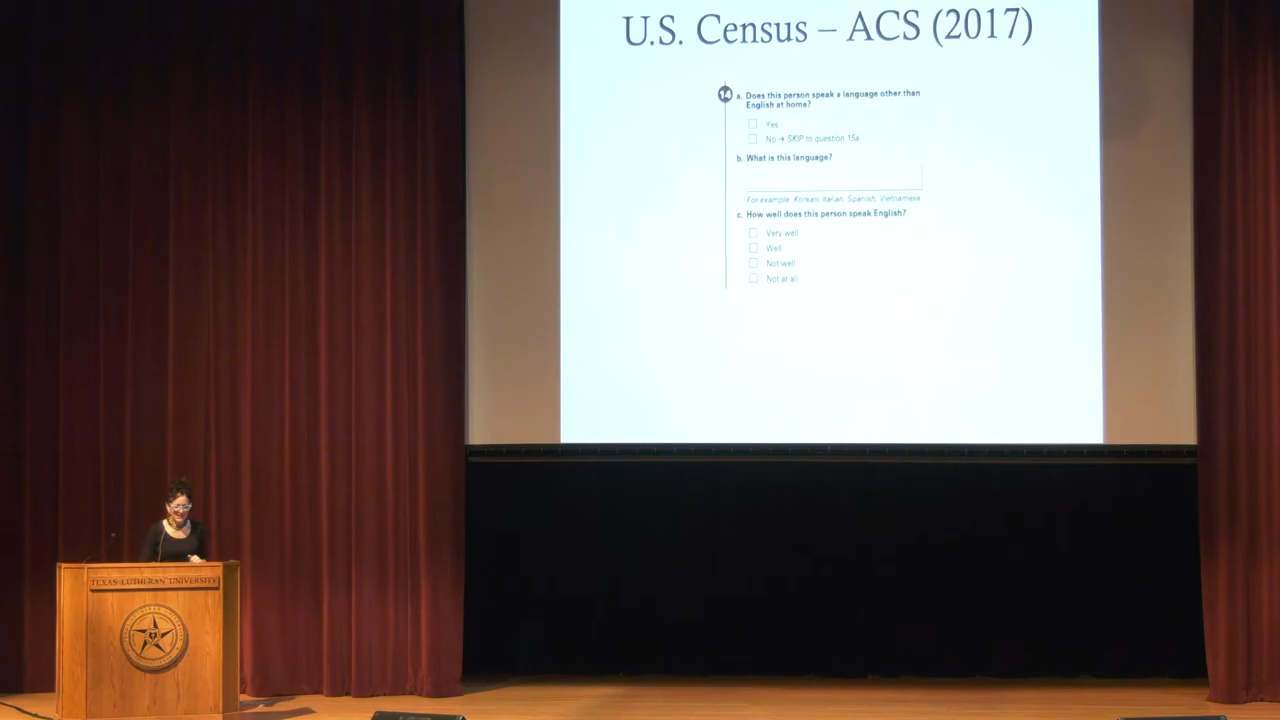 U.S. Census – ACS (2017)
14 a. Does this person speak a language other than
English at home?
Yes
No → SKIP to question 15a
b. What is this language?
For example: Korean, Italian, Spanish, Vietnamese
c. How well does this person speak English?
Very well
Well
Not well
Not at all
TEXAS LUTHERAN UNIVERSITY